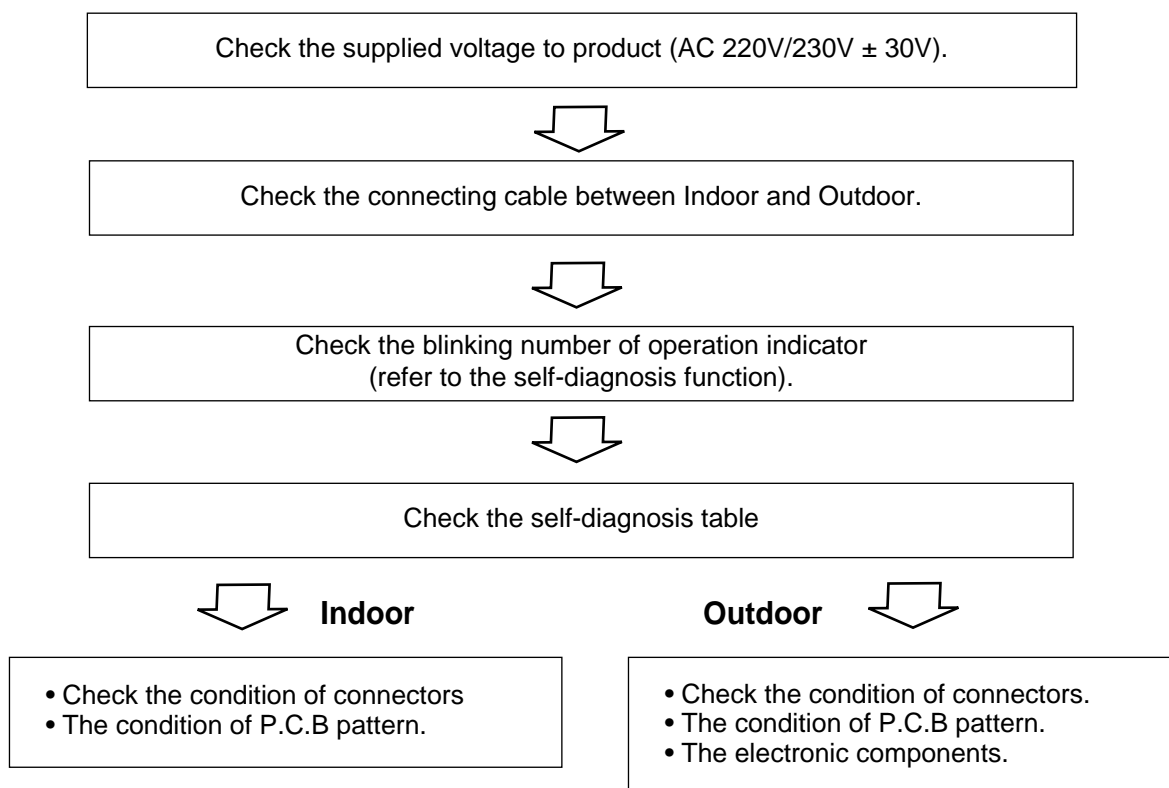 Check the supplied voltage to product (AC 220V/230V ± 30V).
Check the connecting cable between Indoor and Outdoor.
Check the blinking number of operation indicator
(refer to the self-diagnosis function).
Check the self-diagnosis table
Indoor
Outdoor
• Check the condition of connectors
• The condition of P.C.B pattern.
• Check the condition of connectors.
• The condition of P.C.B pattern.
• The electronic components.